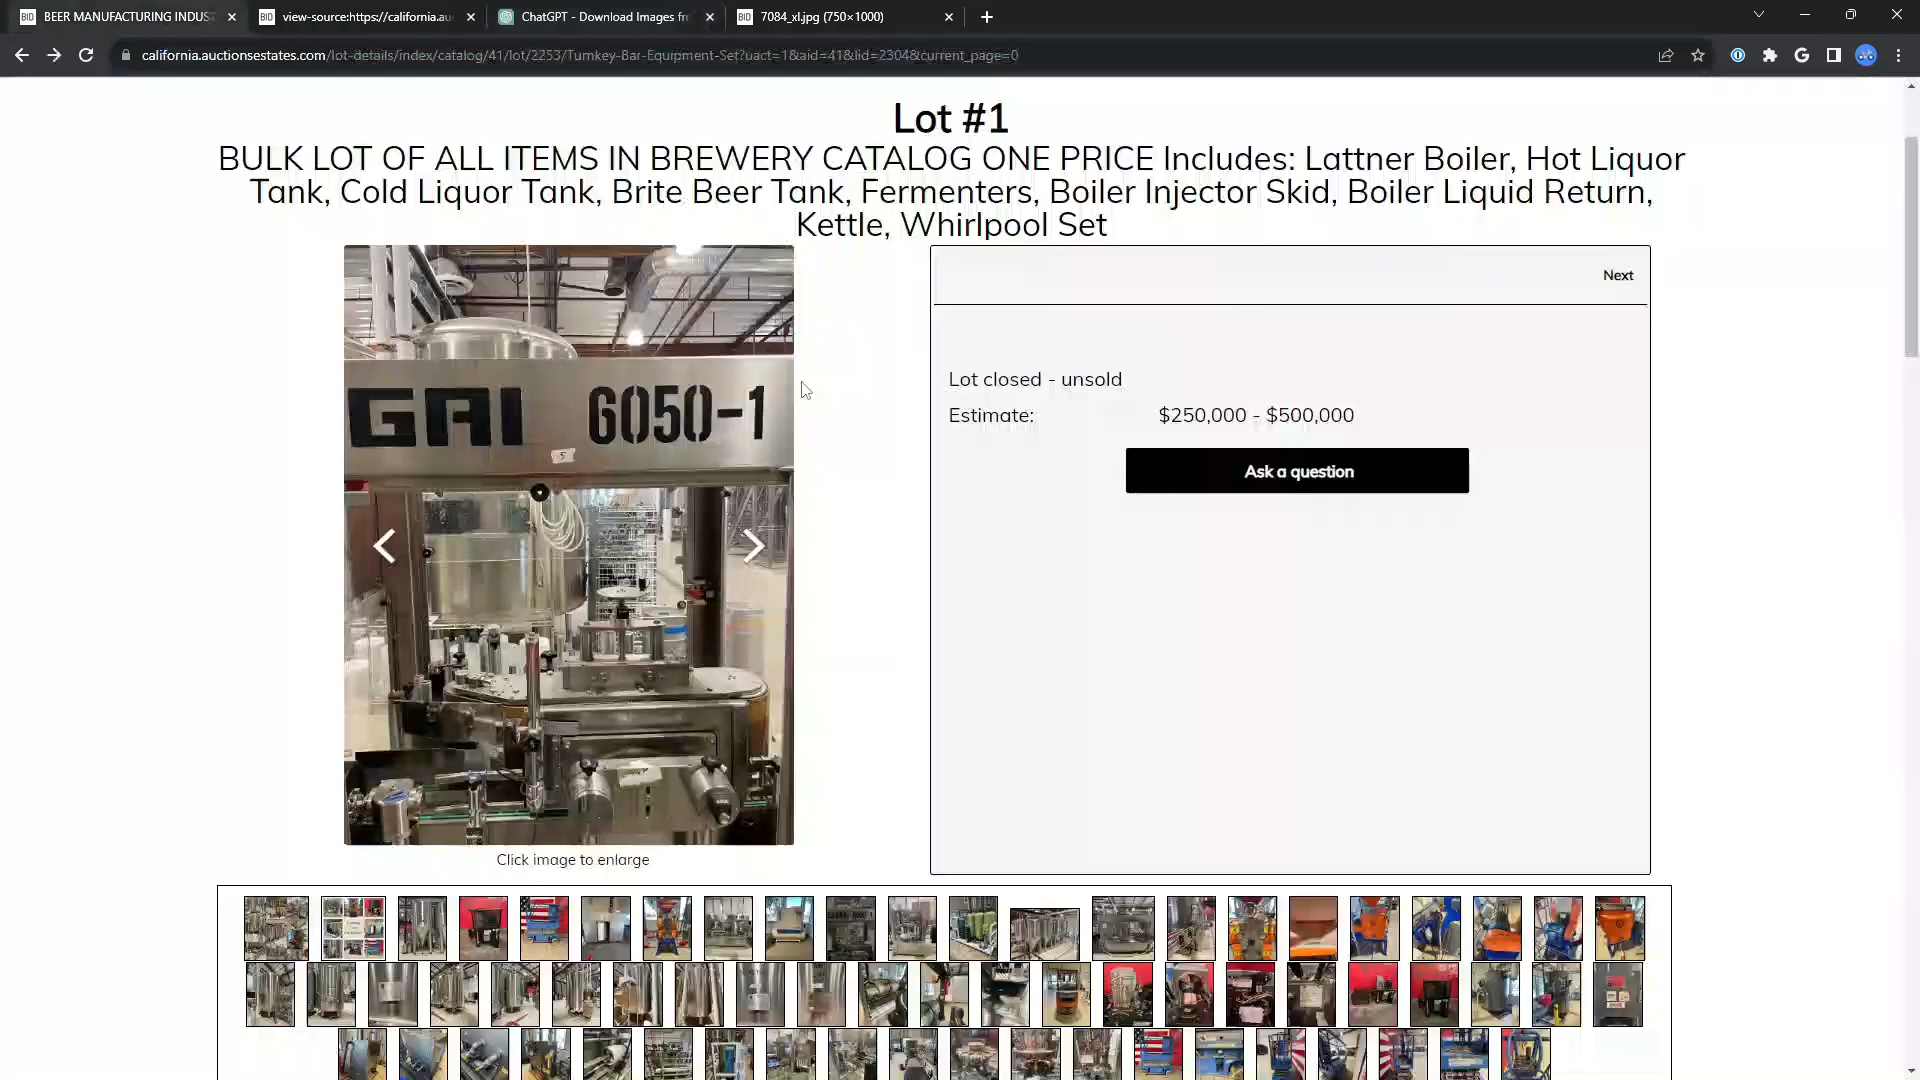 BEER MANUFACTURING INDUS
view-source:https://california.au
ChatGPT - Download Images fr
7084_xl.jpg (750×1000)
california.auctionsestates.com/lot-details/index/catalog/41/lot/2253/Turnkey-Bar-Equipment-Set?uact=1&aid=41&lid=2304&current_page=0
Lot #1
BULK LOT OF ALL ITEMS IN BREWERY CATALOG ONE PRICE Includes: Lattner Boiler, Hot Liquor
Tank, Cold Liquor Tank, Brite Beer Tank, Fermenters, Boiler Injector Skid, Boiler Liquid Return,
Kettle, Whirlpool Set
GAI 6050-1
5
Next
Lot closed - unsold
Estimate: $250,000 - $500,000
Ask a question
Click image to enlarge